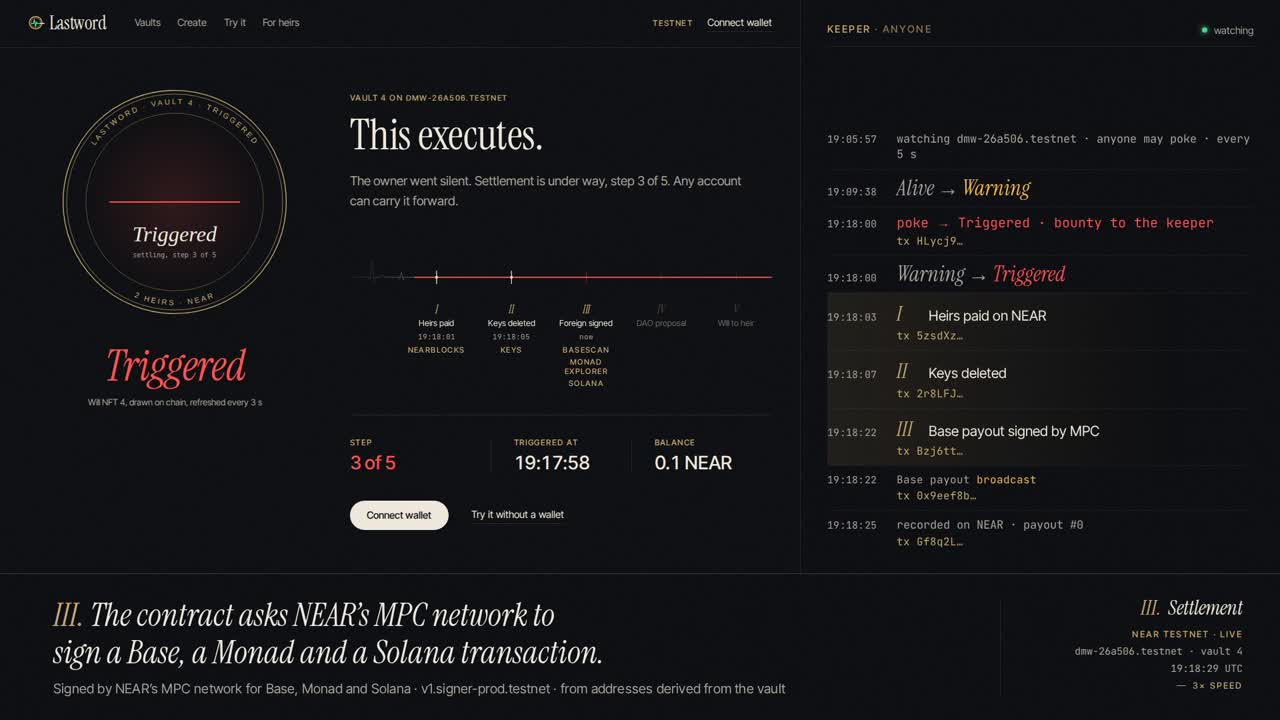 Lastword
Vaults
Create
Try it
For heirs
TESTNET
Connect wallet
LASTWORD · VAULT 4 · TRIGGERED
Triggered
settling, step 3 of 5
2 HEIRS · NEAR
Triggered
Will NFT 4, drawn on chain, refreshed every 3 s
VAULT 4 ON DMW-26A506.TESTNET
This executes.
The owner went silent. Settlement is under way, step 3 of 5. Any account
can carry it forward.
I
Heirs paid
19:18:01
NEARBLOCKS
II
Keys deleted
19:18:05
KEYS
III
Foreign signed
now
BASESCAN
MONAD
EXPLORER
SOLANA
IV
DAO proposal
V
Will to heir
STEP
3 of 5
TRIGGERED AT
19:17:58
BALANCE
0.1 NEAR
Connect wallet
Try it without a wallet
KEEPER · ANYONE
watching
19:05:57 watching dmw-26a506.testnet · anyone may poke · every
5 s
19:09:38 Alive → Warning
19:18:00 poke → Triggered · bounty to the keeper
tx HLycj9…
19:18:00 Warning → Triggered
19:18:03 I Heirs paid on NEAR
tx 5zsdXz…
19:18:07 II Keys deleted
tx 2r8LFJ…
19:18:22 III Base payout signed by MPC
tx Bzj6tt…
19:18:22 Base payout broadcast
tx 0x9eef8b…
19:18:25 recorded on NEAR · payout #0
tx Gf8q2L…
III. The contract asks NEAR’s MPC network to
sign a Base, a Monad and a Solana transaction.
Signed by NEAR’s MPC network for Base, Monad and Solana · v1.signer-prod.testnet · from addresses derived from the vault
III. Settlement
NEAR TESTNET · LIVE
dmw-26a506.testnet · vault 4
19:18:29 UTC
— 3× SPEED